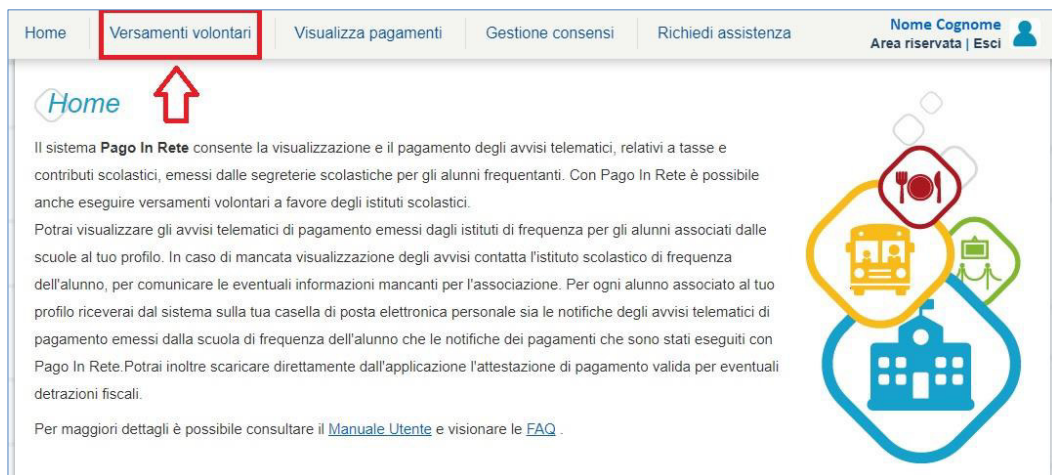 Home Versamenti volontari Visualizza pagamenti Gestione consensi Richiedi assistenza Nome Cognome
Area riservata | Esci
Home
Il sistema Pago In Rete consente la visualizzazione e il pagamento degli avvisi telematici, relativi a tasse e
contributi scolastici, emessi dalle segreterie scolastiche per gli alunni frequentanti. Con Pago In Rete è possibile
anche eseguire versamenti volontari a favore degli istituti scolastici.
Potrai visualizzare gli avvisi telematici di pagamento emessi dagli istituti di frequenza per gli alunni associati dalle
scuole al tuo profilo. In caso di mancata visualizzazione degli avvisi contatta l'istituto scolastico di frequenza
dell'alunno, per comunicare le eventuali informazioni mancanti per l'associazione. Per ogni alunno associato al tuo
profilo riceverai dal sistema sulla tua casella di posta elettronica personale sia le notifiche degli avvisi telematici di
pagamento emessi dalla scuola di frequenza dell'alunno che le notifiche dei pagamenti che sono stati eseguiti con
Pago In Rete.Potrai inoltre scaricare direttamente dall'applicazione l'attestazione di pagamento valida per eventuali
detrazioni fiscali.
Per maggiori dettagli è possibile consultare il Manuale Utente e visionare le FAQ .